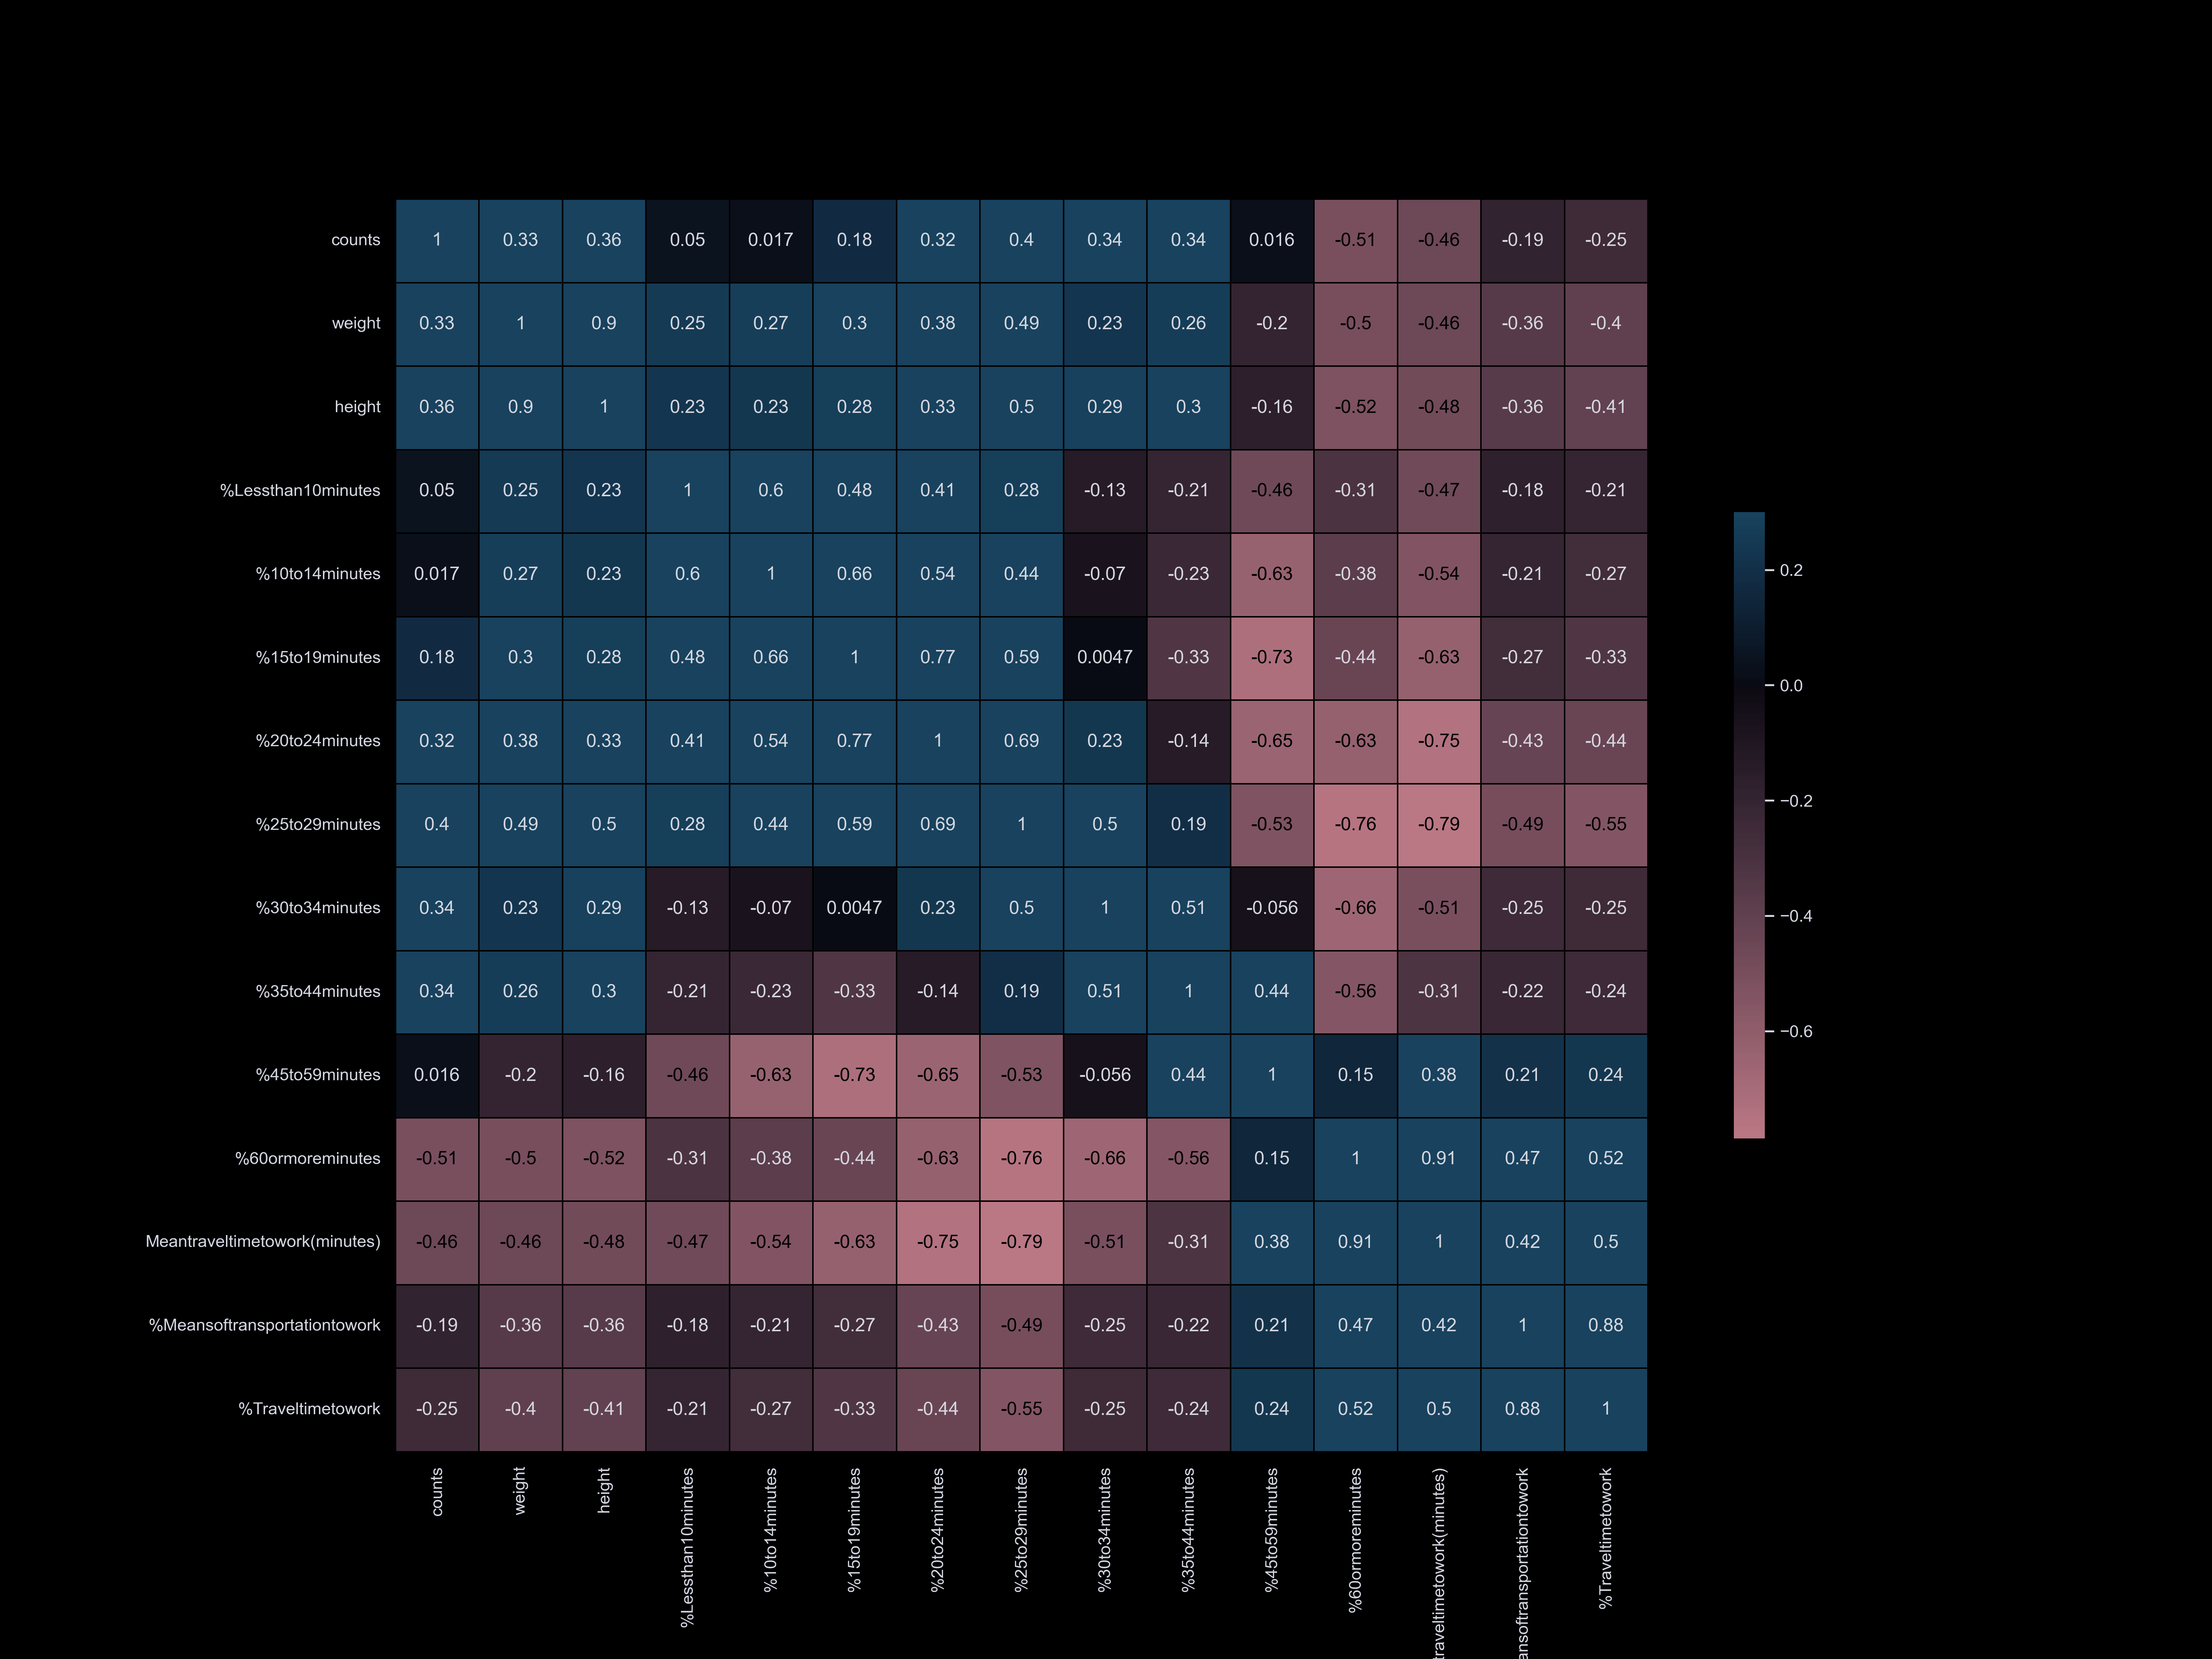 counts 1 0.33 0.36 0.05 0.017 0.18 0.32 0.4 0.34 0.34 0.016 -0.51 -0.46 -0.19 -0.25
weight 0.33 1 0.9 0.25 0.27 0.3 0.38 0.49 0.23 0.26 -0.2 -0.5 -0.46 -0.36 -0.4
height 0.36 0.9 1 0.23 0.23 0.28 0.33 0.5 0.29 0.3 -0.16 -0.52 -0.48 -0.36 -0.41
%Lessthan10minutes 0.05 0.25 0.23 1 0.6 0.48 0.41 0.28 -0.13 -0.21 -0.46 -0.31 -0.47 -0.18 -0.21
%10to14minutes 0.017 0.27 0.23 0.6 1 0.66 0.54 0.44 -0.07 -0.23 -0.63 -0.38 -0.54 -0.21 -0.27
%15to19minutes 0.18 0.3 0.28 0.48 0.66 1 0.77 0.59 0.0047 -0.33 -0.73 -0.44 -0.63 -0.27 -0.33
%20to24minutes 0.32 0.38 0.33 0.41 0.54 0.77 1 0.69 0.23 -0.14 -0.65 -0.63 -0.75 -0.43 -0.44
%25to29minutes 0.4 0.49 0.5 0.28 0.44 0.59 0.69 1 0.5 0.19 -0.53 -0.76 -0.79 -0.49 -0.55
%30to34minutes 0.34 0.23 0.29 -0.13 -0.07 0.0047 0.23 0.5 1 0.51 -0.056 -0.66 -0.51 -0.25 -0.25
%35to44minutes 0.34 0.26 0.3 -0.21 -0.23 -0.33 -0.14 0.19 0.51 1 0.44 -0.56 -0.31 -0.22 -0.24
%45to59minutes 0.016 -0.2 -0.16 -0.46 -0.63 -0.73 -0.65 -0.53 -0.056 0.44 1 0.15 0.38 0.21 0.24
%60ormoreminutes -0.51 -0.5 -0.52 -0.31 -0.38 -0.44 -0.63 -0.76 -0.66 -0.56 0.15 1 0.91 0.47 0.52
Meantraveltimetowork(minutes) -0.46 -0.46 -0.48 -0.47 -0.54 -0.63 -0.75 -0.79 -0.51 -0.31 0.38 0.91 1 0.42 0.5
%Meansoftransportationtowork -0.19 -0.36 -0.36 -0.18 -0.21 -0.27 -0.43 -0.49 -0.25 -0.22 0.21 0.47 0.42 1 0.88
%Traveltimetowork -0.25 -0.4 -0.41 -0.21 -0.27 -0.33 -0.44 -0.55 -0.25 -0.24 0.24 0.52 0.5 0.88 1
counts
weight
height
%Lessthan10minutes
%10to14minutes
%15to19minutes
%20to24minutes
%25to29minutes
%30to34minutes
%35to44minutes
%45to59minutes
%60ormoreminutes
traveltimetowork(minutes)
ansoftransportationtowork
%Traveltimetowork
0.2
0.0
−0.2
−0.4
−0.6